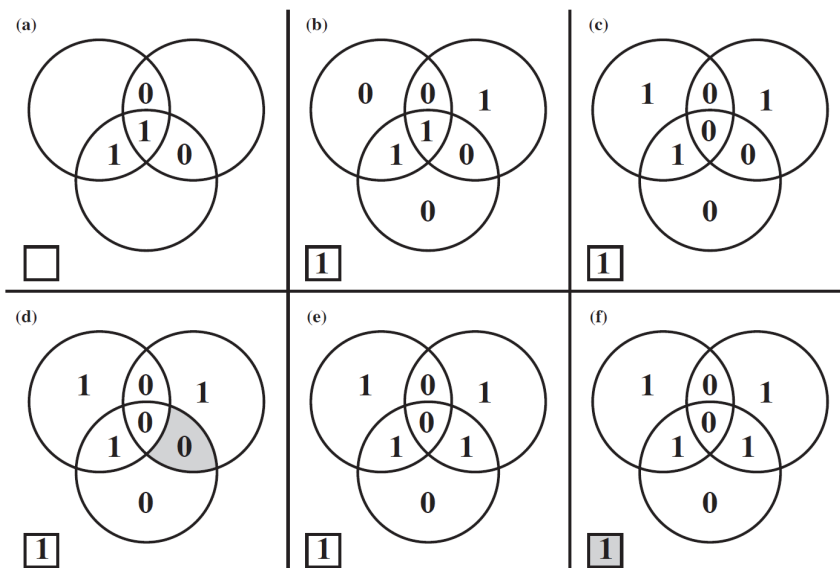 (a) (b) (c)
0 0 0 1 1 0 1
1 1 1
1 0 1 0 1 0
0 0
1 1
(d) (e) (f)
1 0 1 1 0 1 1 0 1
0 0 0
1 0 1 1 1 1
0 0 0
1 1 1